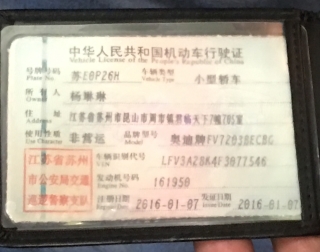 中华人民共和国机动车行驶证
Vehicle License of the People's Republic of China
号牌号码 苏E0P26H 车辆类型 小型轿车
Plate No. Vehicle Type
所有人 杨
Owner
住址 江苏省苏州市昆山市周市镇
Address
使用性质 非营运 品牌型号 奥迪牌FV7203BECBG
Use Character
江苏省苏州市公安局交通巡逻警察支队
车辆识别代号 LFV3A28K4F3077546
VIN
发动机号码 161950
Engine No.
注册日期 2016-01-07 发证日期 2016-01-07
Register Date Issue Date